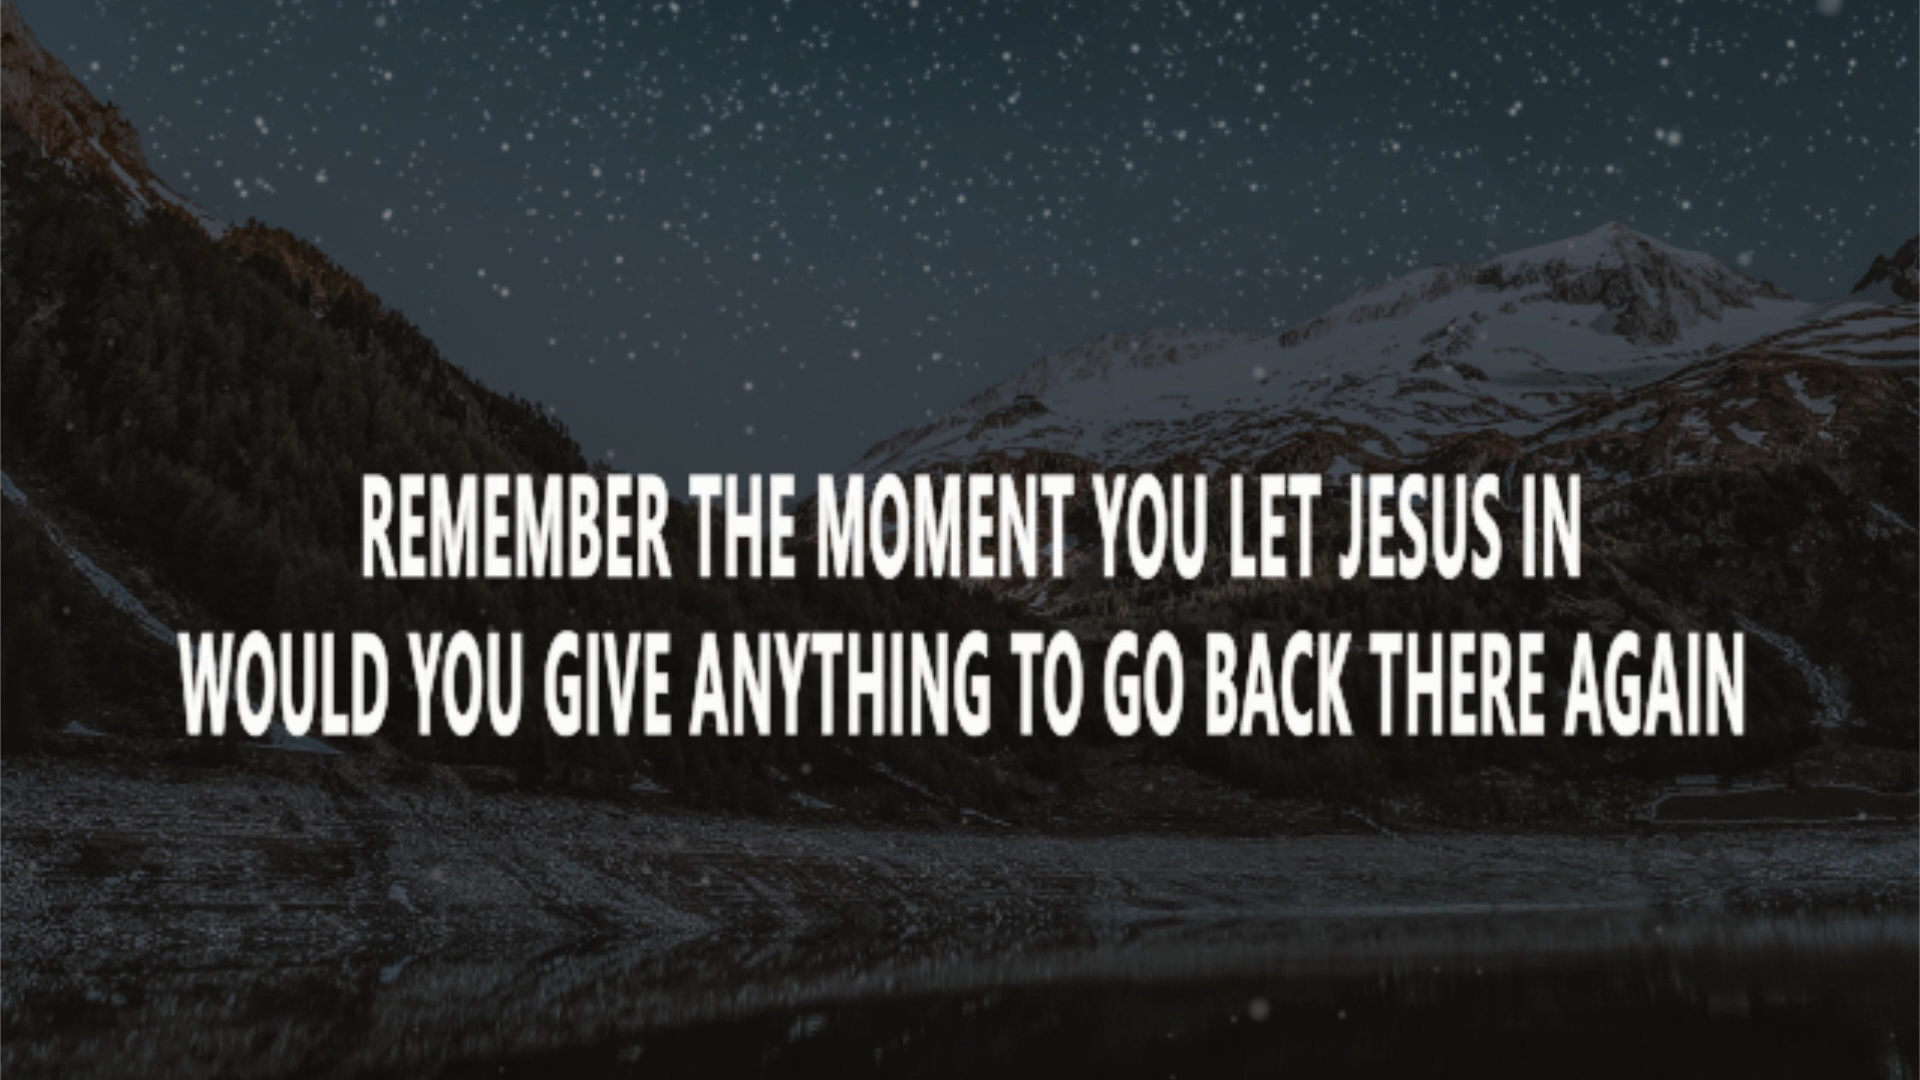 REMEMBER THE MOMENT YOU LET JESUS IN
WOULD YOU GIVE ANYTHING TO GO BACK THERE AGAIN